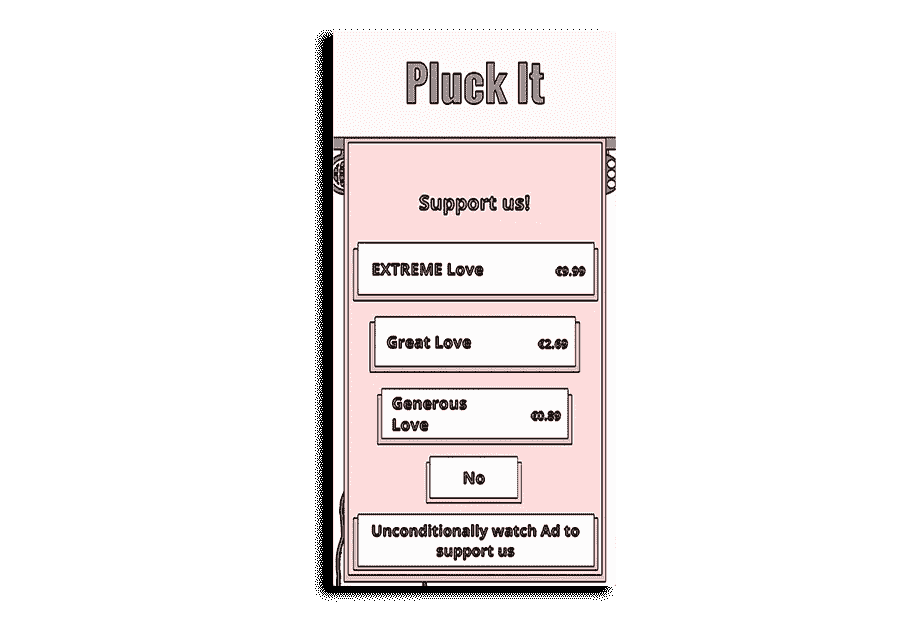 Pluck It
Support us!
EXTREME Love €9.99
Great Love €2.69
Generous
Love €0.89
No
Unconditionally watch Ad to
support us